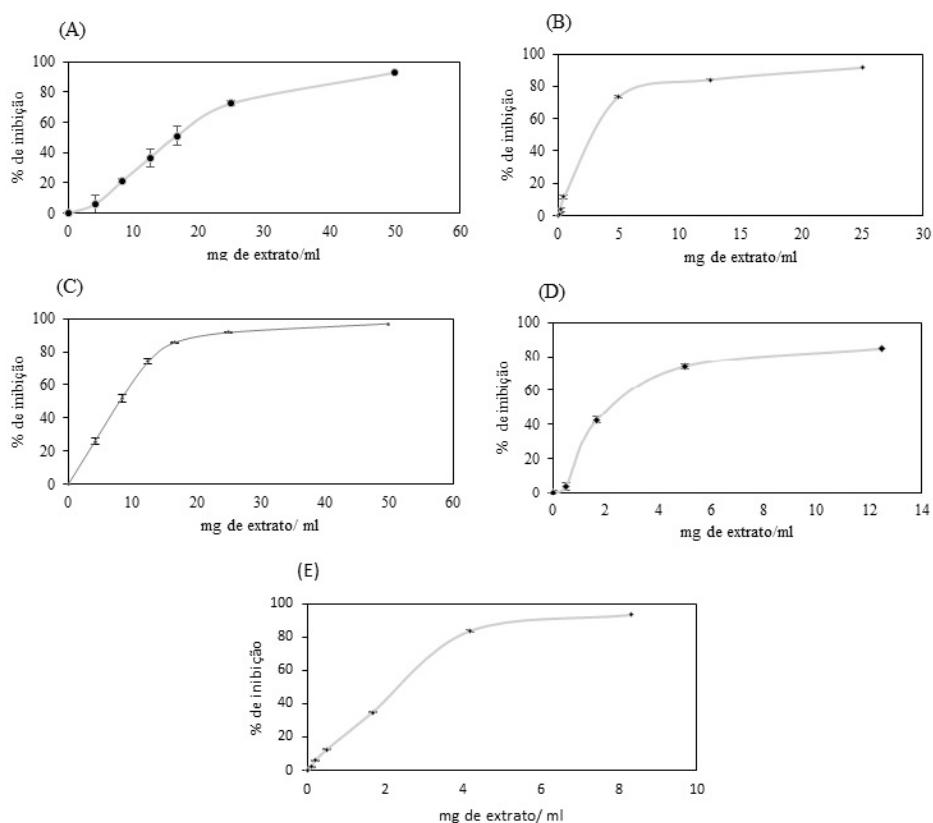 (A)
% de inibição
100
80
60
40
20
0
0 10 20 30 40 50 60
mg de extrato/ml
(B)
% de inibição
100
80
60
40
20
0
0 5 10 15 20 25 30
mg de extrato/ml
(C)
% de inibição
100
80
60
40
20
0
0 10 20 30 40 50 60
mg de extrato/ ml
(D)
% de inibição
100
80
60
40
20
0
0 2 4 6 8 10 12 14
mg de extrato/ml
(E)
% de inibição
100
80
60
40
20
0
0 2 4 6 8 10
mg de extrato/ ml